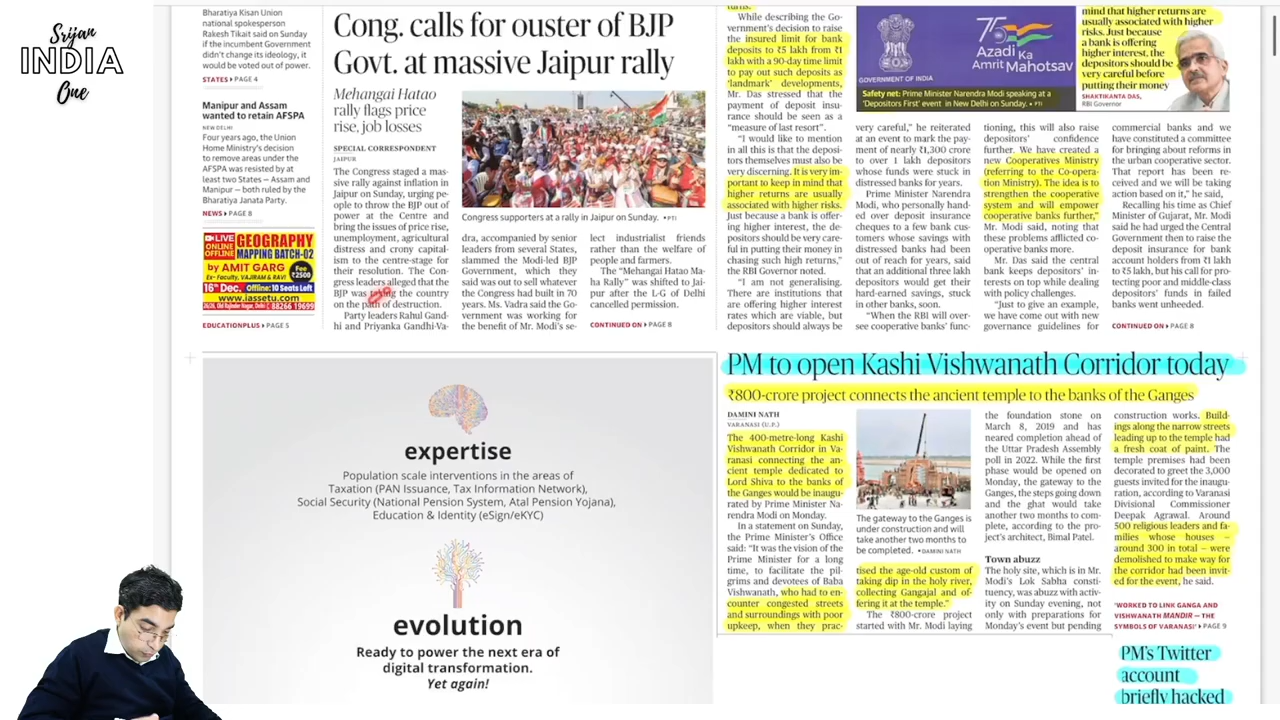 Srijan
INDIA
One
Bharatiya Kisan Union
national spokesperson
Rakesh Tikait said on Sunday
if the incumbent Government
didn't change its ideology, it
would be voted out of power.
STATES PAGE 4
Manipur and Assam
wanted to retain AFSPA
NEW DELHI
Four years ago, the Union
Home Ministry's decision
to remove areas under the
AFSPA was resisted by at
least two States — Assam and
Manipur — both ruled by the
Bharatiya Janata Party.
NEWS PAGE 8
LIVE
ONLINE
OFFLINE
GEOGRAPHY
MAPPING BATCH-02
by AMIT GARG
Ex- Faculty, VAJIRAM & RAVI
Fee
₹2500
16th Dec. Offline: 10 Seats Left
www.iassetu.com
88266 19699
EDUCATIONPLUS PAGE 5
Cong. calls for ouster of BJP
Govt. at massive Jaipur rally
Mehangai Hatao
rally flags price
rise, job losses
SPECIAL CORRESPONDENT
JAIPUR
The Congress staged a mas-
sive rally against inflation in
Jaipur on Sunday, urging peo-
ple to throw the BJP out of
power at the Centre and
bring the issues of price rise,
unemployment, agricultural
distress and crony capital-
ism to the centre-stage for
their resolution. The Con-
gress leaders alleged that the
BJP was taking the country
on the path of destruction.
Party leaders Rahul Gand-
hi and Priyanka Gandhi-Va-
Congress supporters at a rally in Jaipur on Sunday. • PTI
dra, accompanied by senior
leaders from several States,
slammed the Modi-led BJP
Government, which they
said was out to sell whatever
the Congress had built in 70
years. Ms. Vadra said the Go-
vernment was working for
the benefit of Mr. Modi's se-
lect industrialist friends
rather than the welfare of
people and farmers.
The "Mehangai Hatao Ma-
ha Rally" was shifted to Jai-
pur after the L-G of Delhi
cancelled permission.
CONTINUED ON PAGE 8
turns.
While describing the Go-
vernment's decision to raise
the insured limit for bank
deposits to ₹5 lakh from ₹1
lakh with a 90-day time limit
to pay out such deposits as
'landmark' developments,
Mr. Das stressed that the
payment of deposit insu-
rance should be seen as a
"measure of last resort".
"I would like to mention
in all this is that the deposi-
tors themselves must also be
very discerning. It is very im-
portant to keep in mind that
higher returns are usually
associated with higher risks.
Just because a bank is offer-
ing higher interest, the de-
positors should be very care-
ful in putting their money in
chasing such high returns,"
the RBI Governor noted.
"I am not generalising.
There are institutions that
are offering higher interest
rates which are viable, but
depositors should always be
GOVERNMENT OF INDIA
75
Azadi Ka
Amrit Mahotsav
Safety net: Prime Minister Narendra Modi speaking at a
'Depositors First' event in New Delhi on Sunday. • PTI
mind that higher returns are
usually associated with higher
risks. Just because
a bank is offering
higher interest, the
depositors should be
very careful before
putting their money
SHAKTIKANTA DAS,
RBI Governor
very careful," he reiterated
at an event to mark the pay-
ment of nearly ₹1,300 crore
to over 1 lakh depositors
whose funds were stuck in
distressed banks for years.
Prime Minister Narendra
Modi, who personally hand-
ed over deposit insurance
cheques to a few bank cus-
tomers whose savings with
distressed banks had been
out of reach for years, said
that an additional three lakh
depositors would get their
hard-earned savings, stuck
in other banks, soon.
"When the RBI will over-
see cooperative banks' func-
tioning, this will also raise
depositors' confidence
further. We have created a
new Cooperatives Ministry
(referring to the Co-opera-
tion Ministry). The idea is to
strengthen the cooperative
system and will empower
cooperative banks further,"
Mr. Modi said, noting that
these problems afflicted co-
operative banks more.
Mr. Das said the central
bank keeps depositors' in-
terests on top while dealing
with policy challenges.
"Just to give an example,
we have come out with new
governance guidelines for
commercial banks and we
have constituted a committee
for bringing about reforms in
the urban cooperative sector.
That report has been re-
ceived and we will be taking
action based on it," he said.
Recalling his time as Chief
Minister of Gujarat, Mr. Modi
said he had urged the Central
Government then to raise the
deposit insurance for bank
account holders from ₹1 lakh
to ₹5 lakh, but his call for pro-
tecting poor and middle-class
depositors' funds in failed
banks went unheeded.
CONTINUED ON PAGE 8
expertise
Population scale interventions in the areas of
Taxation (PAN Issuance, Tax Information Network),
Social Security (National Pension System, Atal Pension Yojana),
Education & Identity (eSign/eKYC)
evolution
Ready to power the next era of
digital transformation.
Yet again!
PM to open Kashi Vishwanath Corridor today
₹800-crore project connects the ancient temple to the banks of the Ganges
DAMINI NATH
VARANASI (U.P.)
The 400-metre-long Kashi
Vishwanath Corridor in Va-
ranasi connecting the an-
cient temple dedicated to
Lord Shiva to the banks of
the Ganges would be inaugu-
rated by Prime Minister Na-
rendra Modi on Monday.
In a statement on Sunday,
the Prime Minister's Office
said: "It was the vision of the
Prime Minister for a long
time, to facilitate the pil-
grims and devotees of Baba
Vishwanath, who had to en-
counter congested streets
and surroundings with poor
upkeep, when they prac-
The gateway to the Ganges is
under construction and will
take another two months to
be completed. • DAMINI NATH
tised the age-old custom of
taking dip in the holy river,
collecting Gangajal and of-
fering it at the temple."
The ₹800-crore project
started with Mr. Modi laying
the foundation stone on
March 8, 2019 and has
neared completion ahead of
the Uttar Pradesh Assembly
poll in 2022. While the first
phase would be opened on
Monday, the gateway to the
Ganges, the steps going down
and the ghat would take
another two months to com-
plete, according to the pro-
ject's architect, Bimal Patel.
Town abuzz
The holy site, which is in Mr.
Modi's Lok Sabha consti-
tuency, was abuzz with activ-
ity on Sunday evening, not
only with preparations for
Monday's event but pending
construction works. Build-
ings along the narrow streets
leading up to the temple had
a fresh coat of paint. The
temple premises had been
decorated to greet the 3,000
guests invited for the inaugu-
ration, according to Varanasi
Divisional Commissioner
Deepak Agrawal. Around
500 religious leaders and fa-
milies whose houses –
around 300 in total – were
demolished to make way for
the corridor had been invit-
ed for the event, he said.
'WORKED TO LINK GANGA AND
VISHWANATH MANDIR — THE
SYMBOLS OF VARANASI' PAGE 9
PM's Twitter
account
briefly hacked